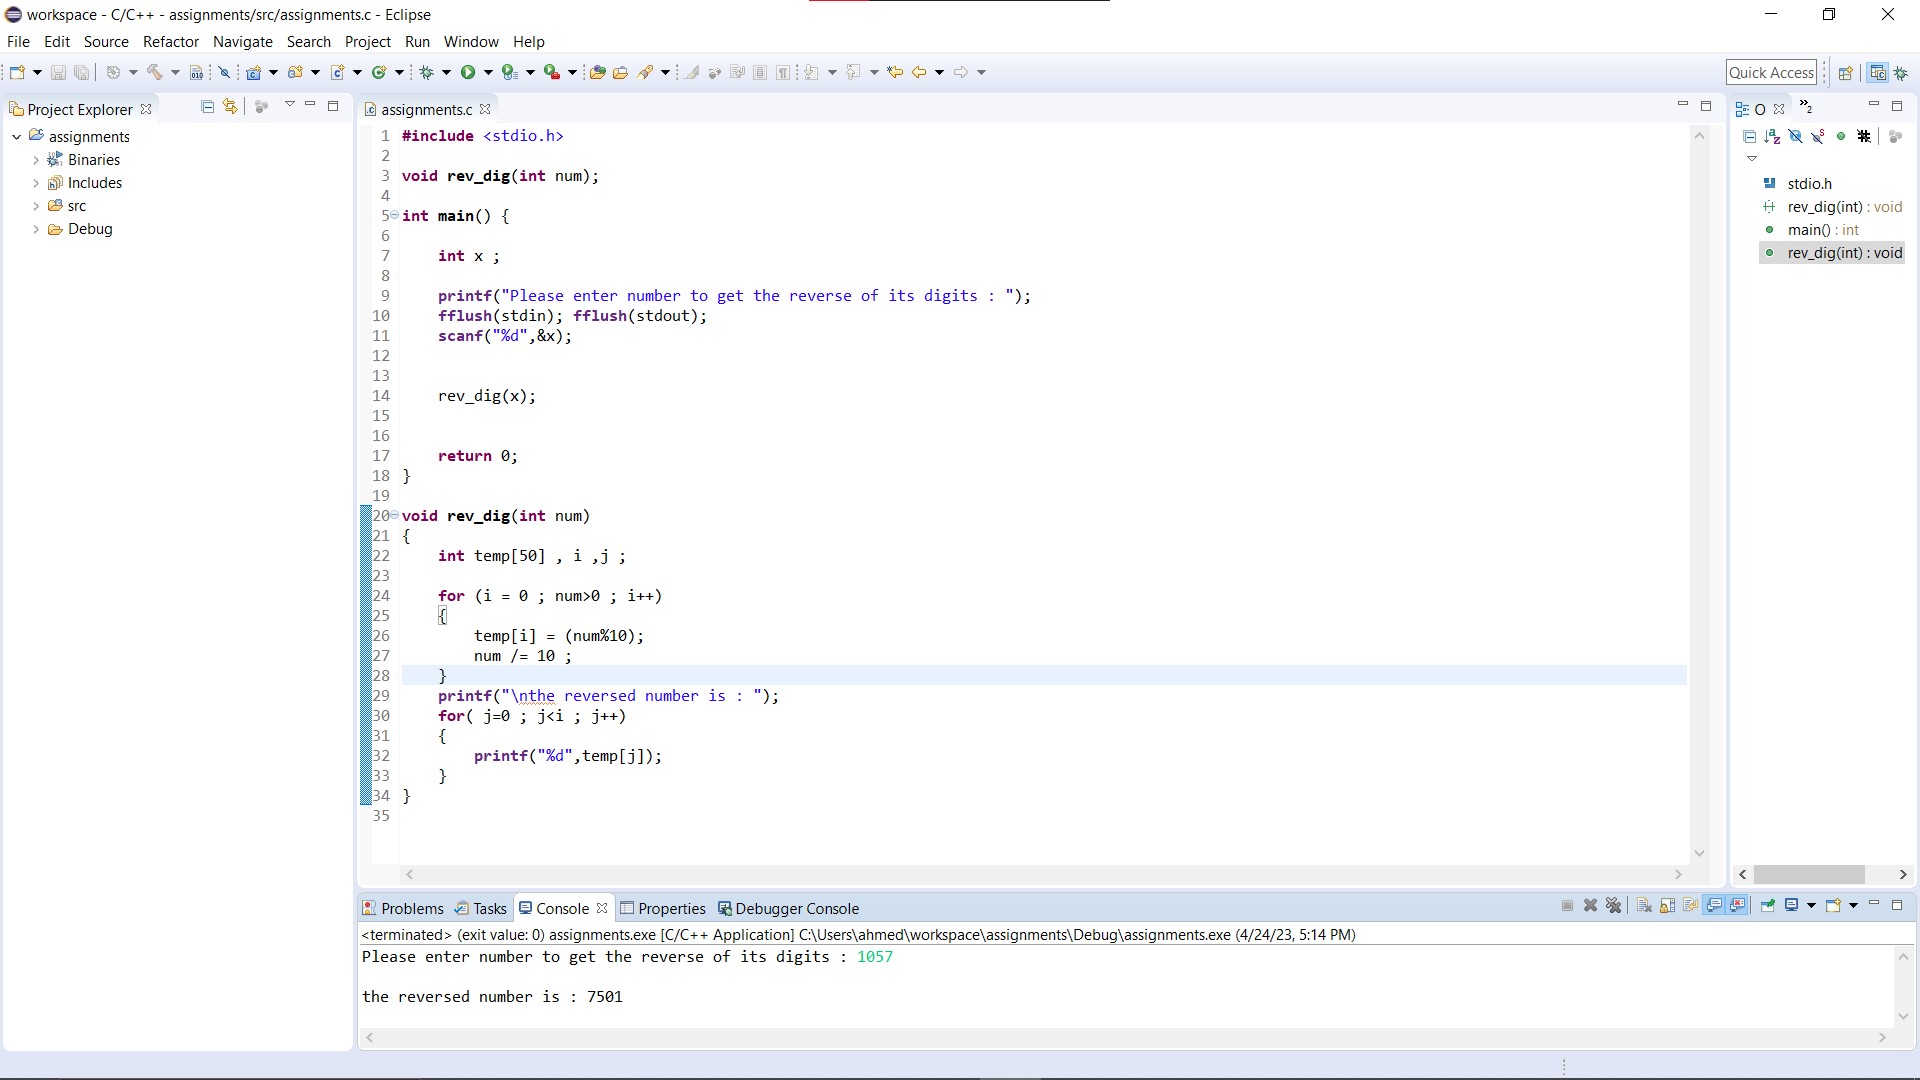 workspace - C/C++ - assignments/src/assignments.c - Eclipse
File Edit Source Refactor Navigate Search Project Run Window Help
Quick Access
Project Explorer
assignments
Binaries
Includes
src
Debug
assignments.c
1 #include <stdio.h>
2
3 void rev_dig(int num);
4
5 int main() {
6
7     int x ;
8
9     printf("Please enter number to get the reverse of its digits : ");
10     fflush(stdin); fflush(stdout);
11     scanf("%d",&x);
12
13
14     rev_dig(x);
15
16
17     return 0;
18 }
19
20 void rev_dig(int num)
21 {
22     int temp[50] , i ,j ;
23
24     for (i = 0 ; num>0 ; i++)
25     {
26         temp[i] = (num%10);
27         num /= 10 ;
28     }
29     printf("\nthe reversed number is : ");
30     for( j=0 ; j<i ; j++)
31     {
32         printf("%d",temp[j]);
33     }
34 }
35
O »2
stdio.h
rev_dig(int) : void
main() : int
rev_dig(int) : void
Problems Tasks Console Properties Debugger Console
<terminated> (exit value: 0) assignments.exe [C/C++ Application] C:\Users\ahmed\workspace\assignments\Debug\assignments.exe (4/24/23, 5:14 PM)
Please enter number to get the reverse of its digits : 1057
the reversed number is : 7501